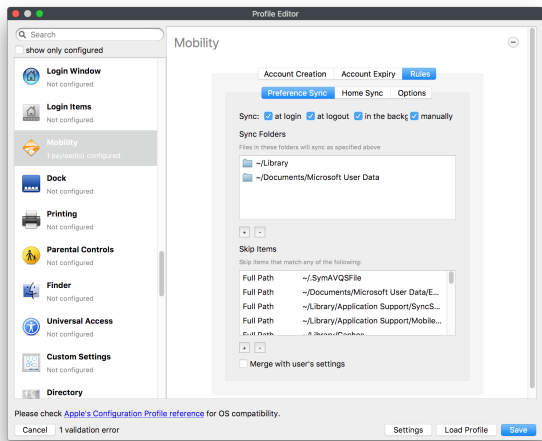 Profile Editor
Search
show only configured
Login Window
Not configured
Login Items
Not configured
Mobility
1 payload(s) configured.
Dock
Not configured
Printing
Not configured
Parental Controls
Not configured
Finder
Not configured
Universal Access
Not configured
Custom Settings
Not configured
Directory
Mobility
Account Creation Account Expiry Rules
Preference Sync Home Sync Options
Sync: at login at logout in the backg manually
Sync Folders
Files in these folders will sync as specified above
~/Library
~/Documents/Microsoft User Data
+ -
Skip Items
Skip items that match any of the following:
Full Path ~/.SymAVQSFile
Full Path ~/Documents/Microsoft User Data/E...
Full Path ~/Library/Application Support/SyncS...
Full Path ~/Library/Application Support/Mobile...
Full Path ~/Library/Caches
+ -
Merge with user's settings
Please check Apple's Configuration Profile reference for OS compatibility.
Cancel 1 validation error Settings Load Profile Save